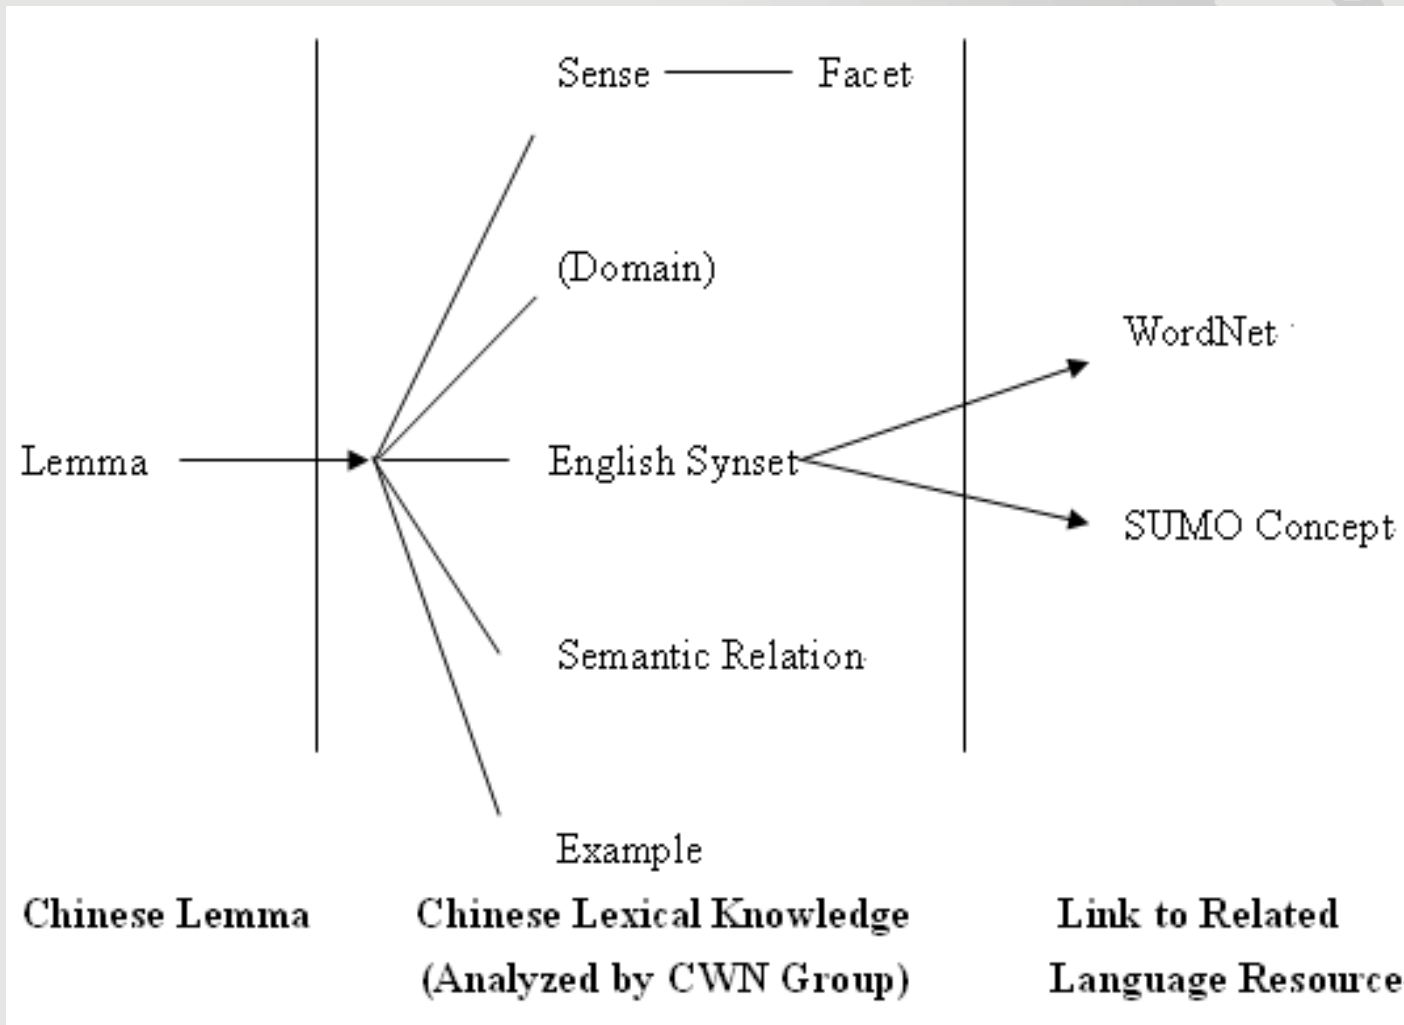 Sense Facet
(Domain)
WordNet
Lemma English Synset
SUMO Concept
Semantic Relation
Example
Chinese Lemma Chinese Lexical Knowledge Link to Related
(Analyzed by CWN Group) Language Resource